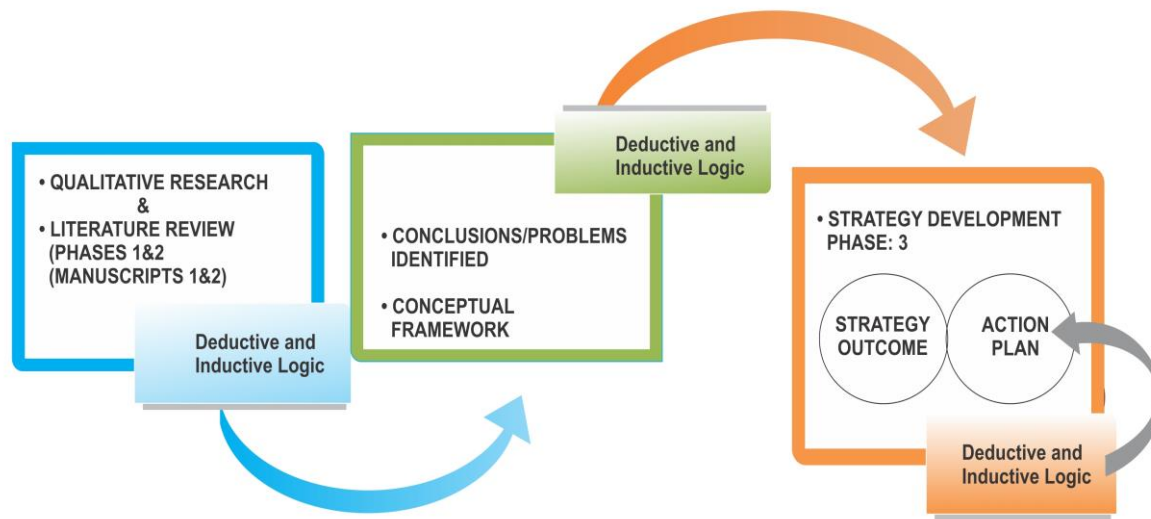 • QUALITATIVE RESEARCH
&
• LITERATURE REVIEW
(PHASES 1&2
(MANUSCRIPTS 1&2)
Deductive and
Inductive Logic
• CONCLUSIONS/PROBLEMS
IDENTIFIED
• CONCEPTUAL
FRAMEWORK
Deductive and
Inductive Logic
• STRATEGY DEVELOPMENT
PHASE: 3
STRATEGY
OUTCOME
ACTION
PLAN
Deductive and
Inductive Logic